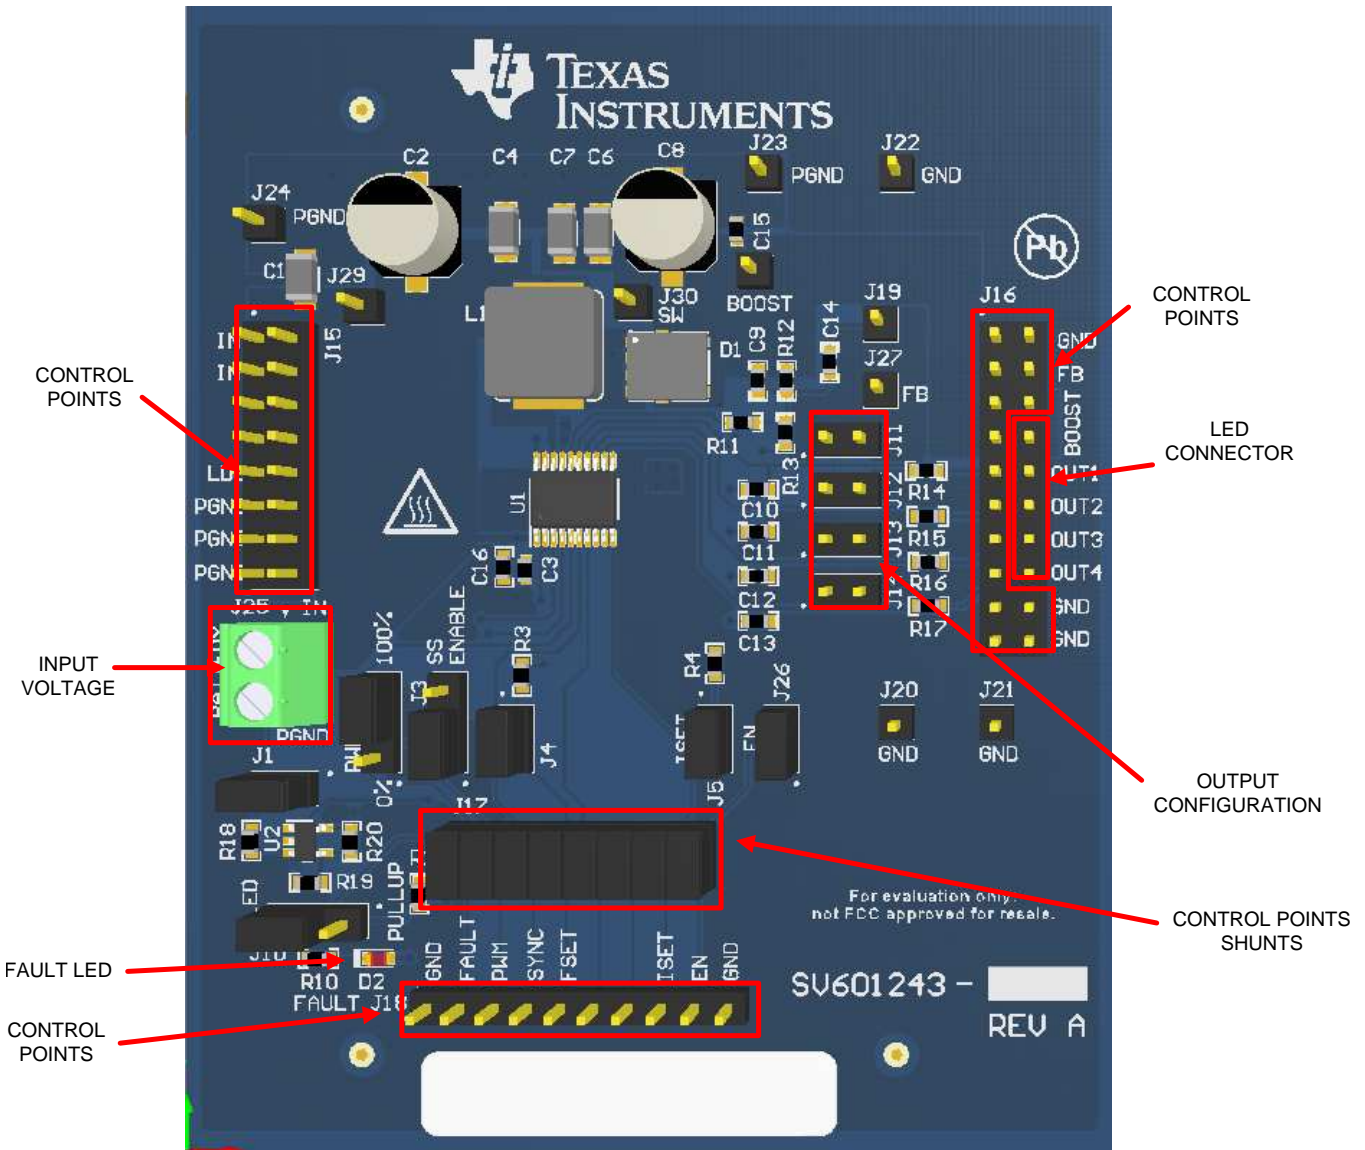 TEXAS
INSTRUMENTS
J23
J22
C2
C4
C7
C6
C8
PGND
GND
J24
PGND
C15
C1
J29
L1
J30
SW
BOOST
J19
J16
CONTROL
POINTS
J15
D1
C9
R12
C14
J27
FB
GND
FB
BOOST
CONTROL
POINTS
R11
R13
J11
LED
CONNECTOR
OUT1
J12
R14
OUT2
U1
C10
J13
R15
OUT3
C11
R16
OUT4
C16
C3
C12
R17
GND
C13
GND
J25
IN
100%
SS
ENABLE
R3
R4
J26
J20
J21
INPUT
VOLTAGE
J3
PGND
J4
ISET
EN
GND
GND
J1
0%
J17
J5
OUTPUT
CONFIGURATION
R18
U2
R20
R19
PULLUP
For evaluation only;
not FCC approved for resale.
CONTROL POINTS
SHUNTS
FAULT LED
R10
D2
FAULT
J18
GND
FAULT
PWM
SYNC
FSET
ISET
EN
GND
SV601243-
REV A
CONTROL
POINTS